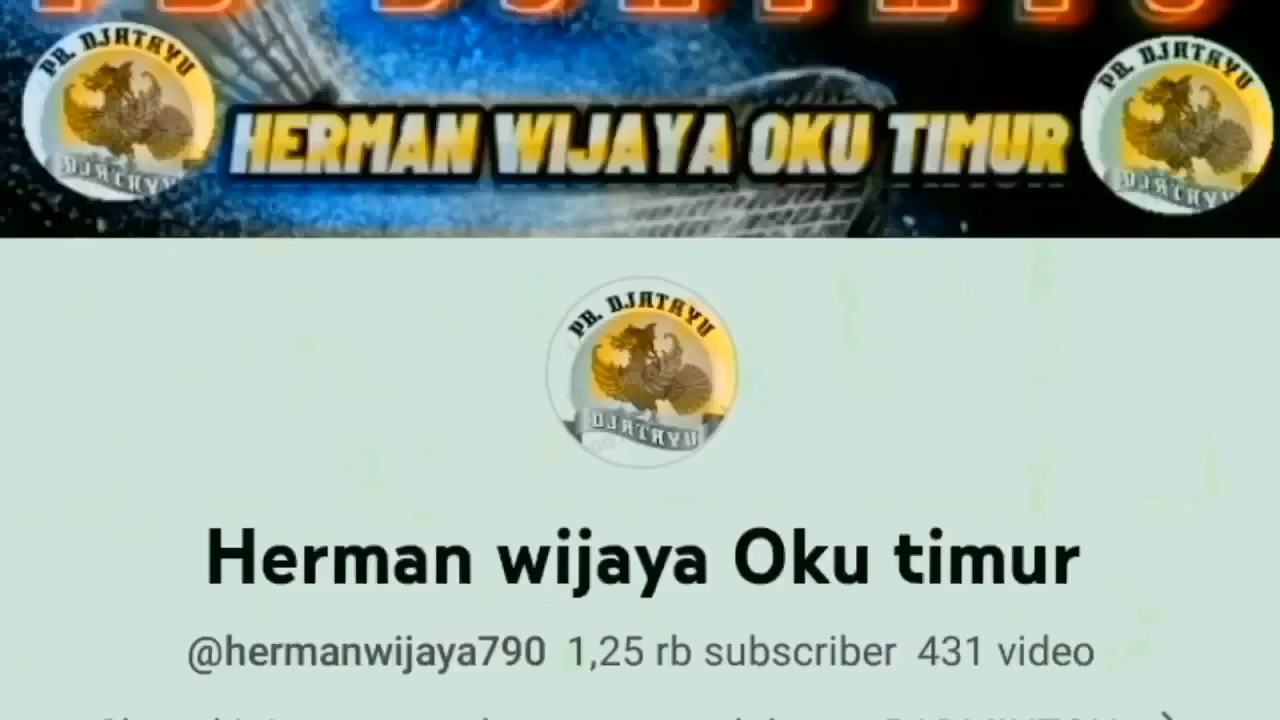 PB. DJATAYU
DJATAYU
HERMAN WIJAYA OKU TIMUR
PB. DJATAYU
DJATAYU
PB. DJATAYU
DJATAYU
Herman wijaya Oku timur
@hermanwijaya790 1,25 rb subscriber 431 video